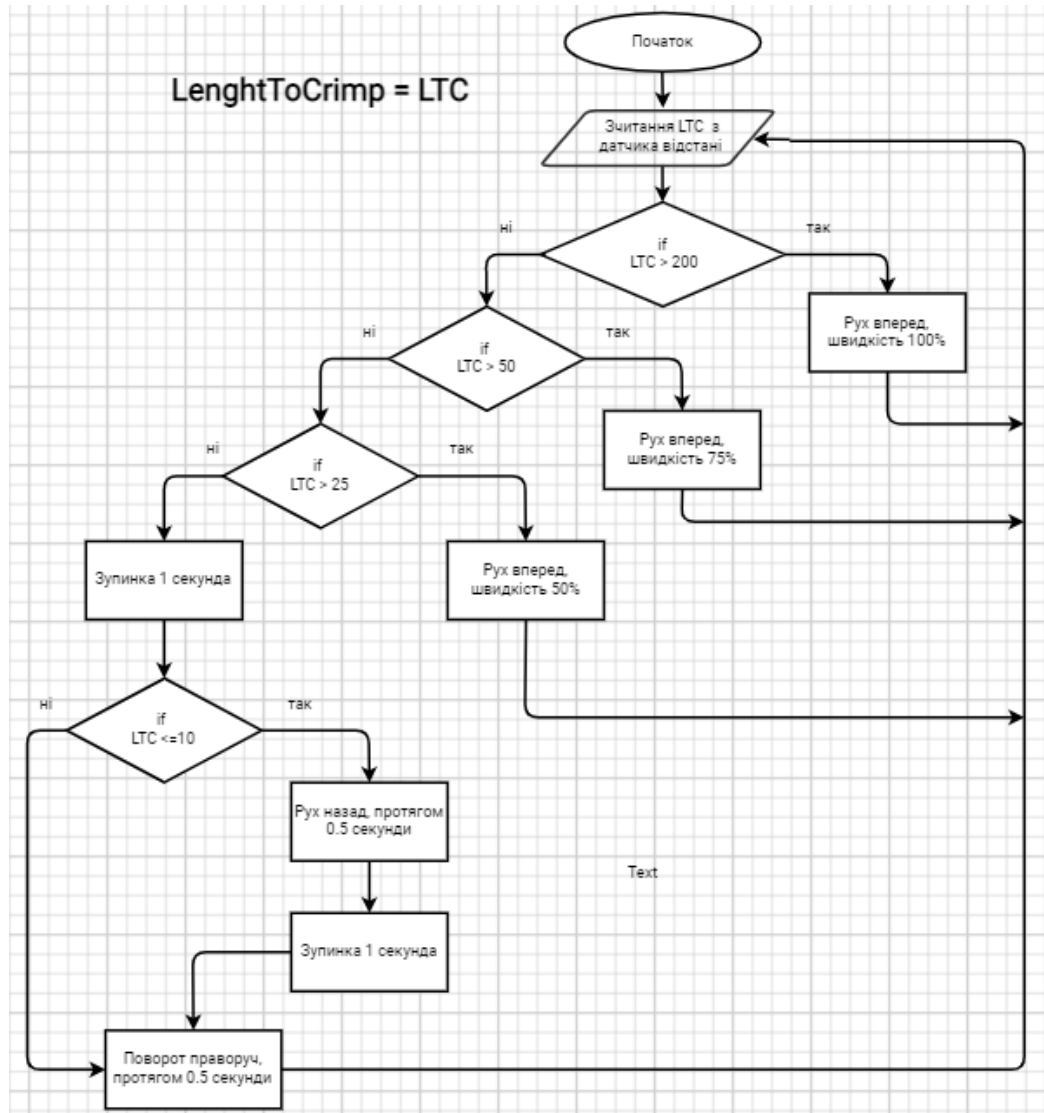 Початок
LenghtToCrimp = LTC
Зчитання LTC з
датчика відстані
ні
так
if
LTC > 200
Рух вперед,
швидкість 100%
ні
так
if
LTC > 50
Рух вперед,
швидкість 75%
ні
так
if
LTC > 25
Зупинка 1 секунда
Рух вперед,
швидкість 50%
ні
так
if
LTC <=10
Рух назад, протягом
0.5 секунди
Text
Зупинка 1 секунда
Поворот праворуч,
протягом 0.5 секунди